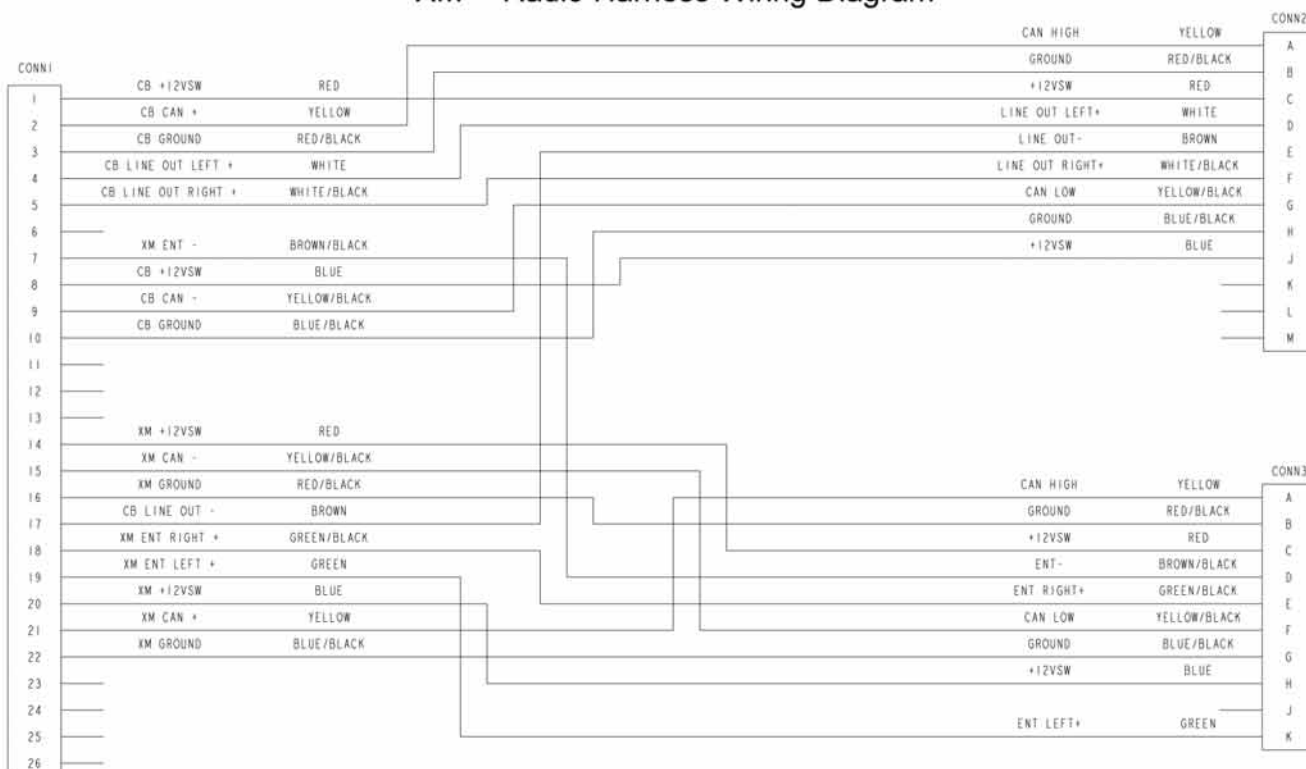 XM Radio Harness Wiring Diagram
CONN1
1 CB +12VSW RED
2 CB CAN + YELLOW
3 CB GROUND RED/BLACK
4 CB LINE OUT LEFT + WHITE
5 CB LINE OUT RIGHT + WHITE/BLACK
6
7 XM ENT - BROWN/BLACK
8 CB +12VSW BLUE
9 CB CAN - YELLOW/BLACK
10 CB GROUND BLUE/BLACK
11
12
13
14 XM +12VSW RED
15 XM CAN - YELLOW/BLACK
16 XM GROUND RED/BLACK
17 CB LINE OUT - BROWN
18 XM ENT RIGHT + GREEN/BLACK
19 XM ENT LEFT + GREEN
20 XM +12VSW BLUE
21 XM CAN + YELLOW
22 XM GROUND BLUE/BLACK
23
24
25
26
CONN2
CAN HIGH YELLOW A
GROUND RED/BLACK B
+12VSW RED C
LINE OUT LEFT+ WHITE D
LINE OUT- BROWN E
LINE OUT RIGHT+ WHITE/BLACK F
CAN LOW YELLOW/BLACK G
GROUND BLUE/BLACK H
+12VSW BLUE J
K
L
M
CONN3
CAN HIGH YELLOW A
GROUND RED/BLACK B
+12VSW RED C
ENT- BROWN/BLACK D
ENT RIGHT+ GREEN/BLACK E
CAN LOW YELLOW/BLACK F
GROUND BLUE/BLACK G
+12VSW BLUE H
J
ENT LEFT+ GREEN K